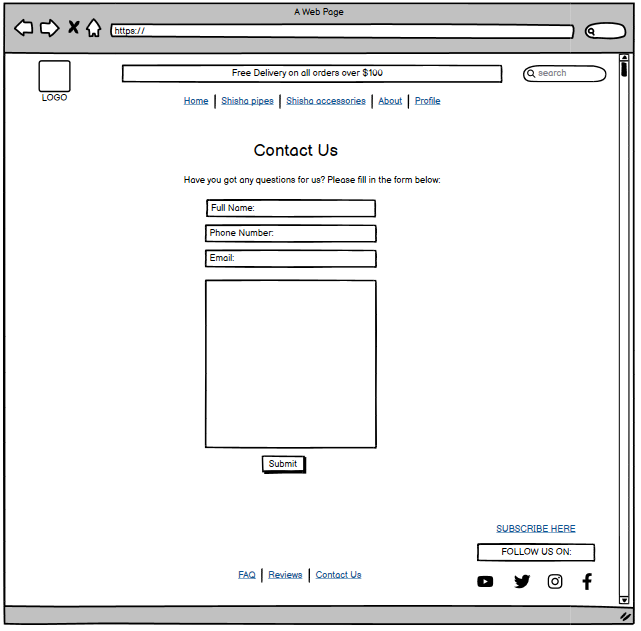 A Web Page
https://
Free Delivery on all orders over $100
search
LOGO
Home | Shisha pipes | Shisha accessories | About | Profile
Contact Us
Have you got any questions for us? Please fill in the form below:
Full Name:
Phone Number:
Email:
Submit
SUBSCRIBE HERE
FOLLOW US ON:
FAQ | Reviews | Contact Us